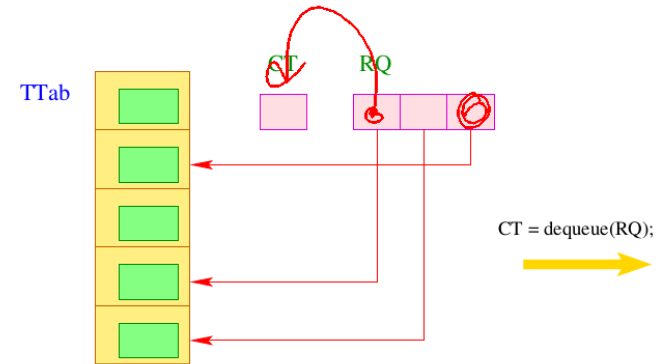 CT
RQ
TTab
CT = dequeue(RQ);